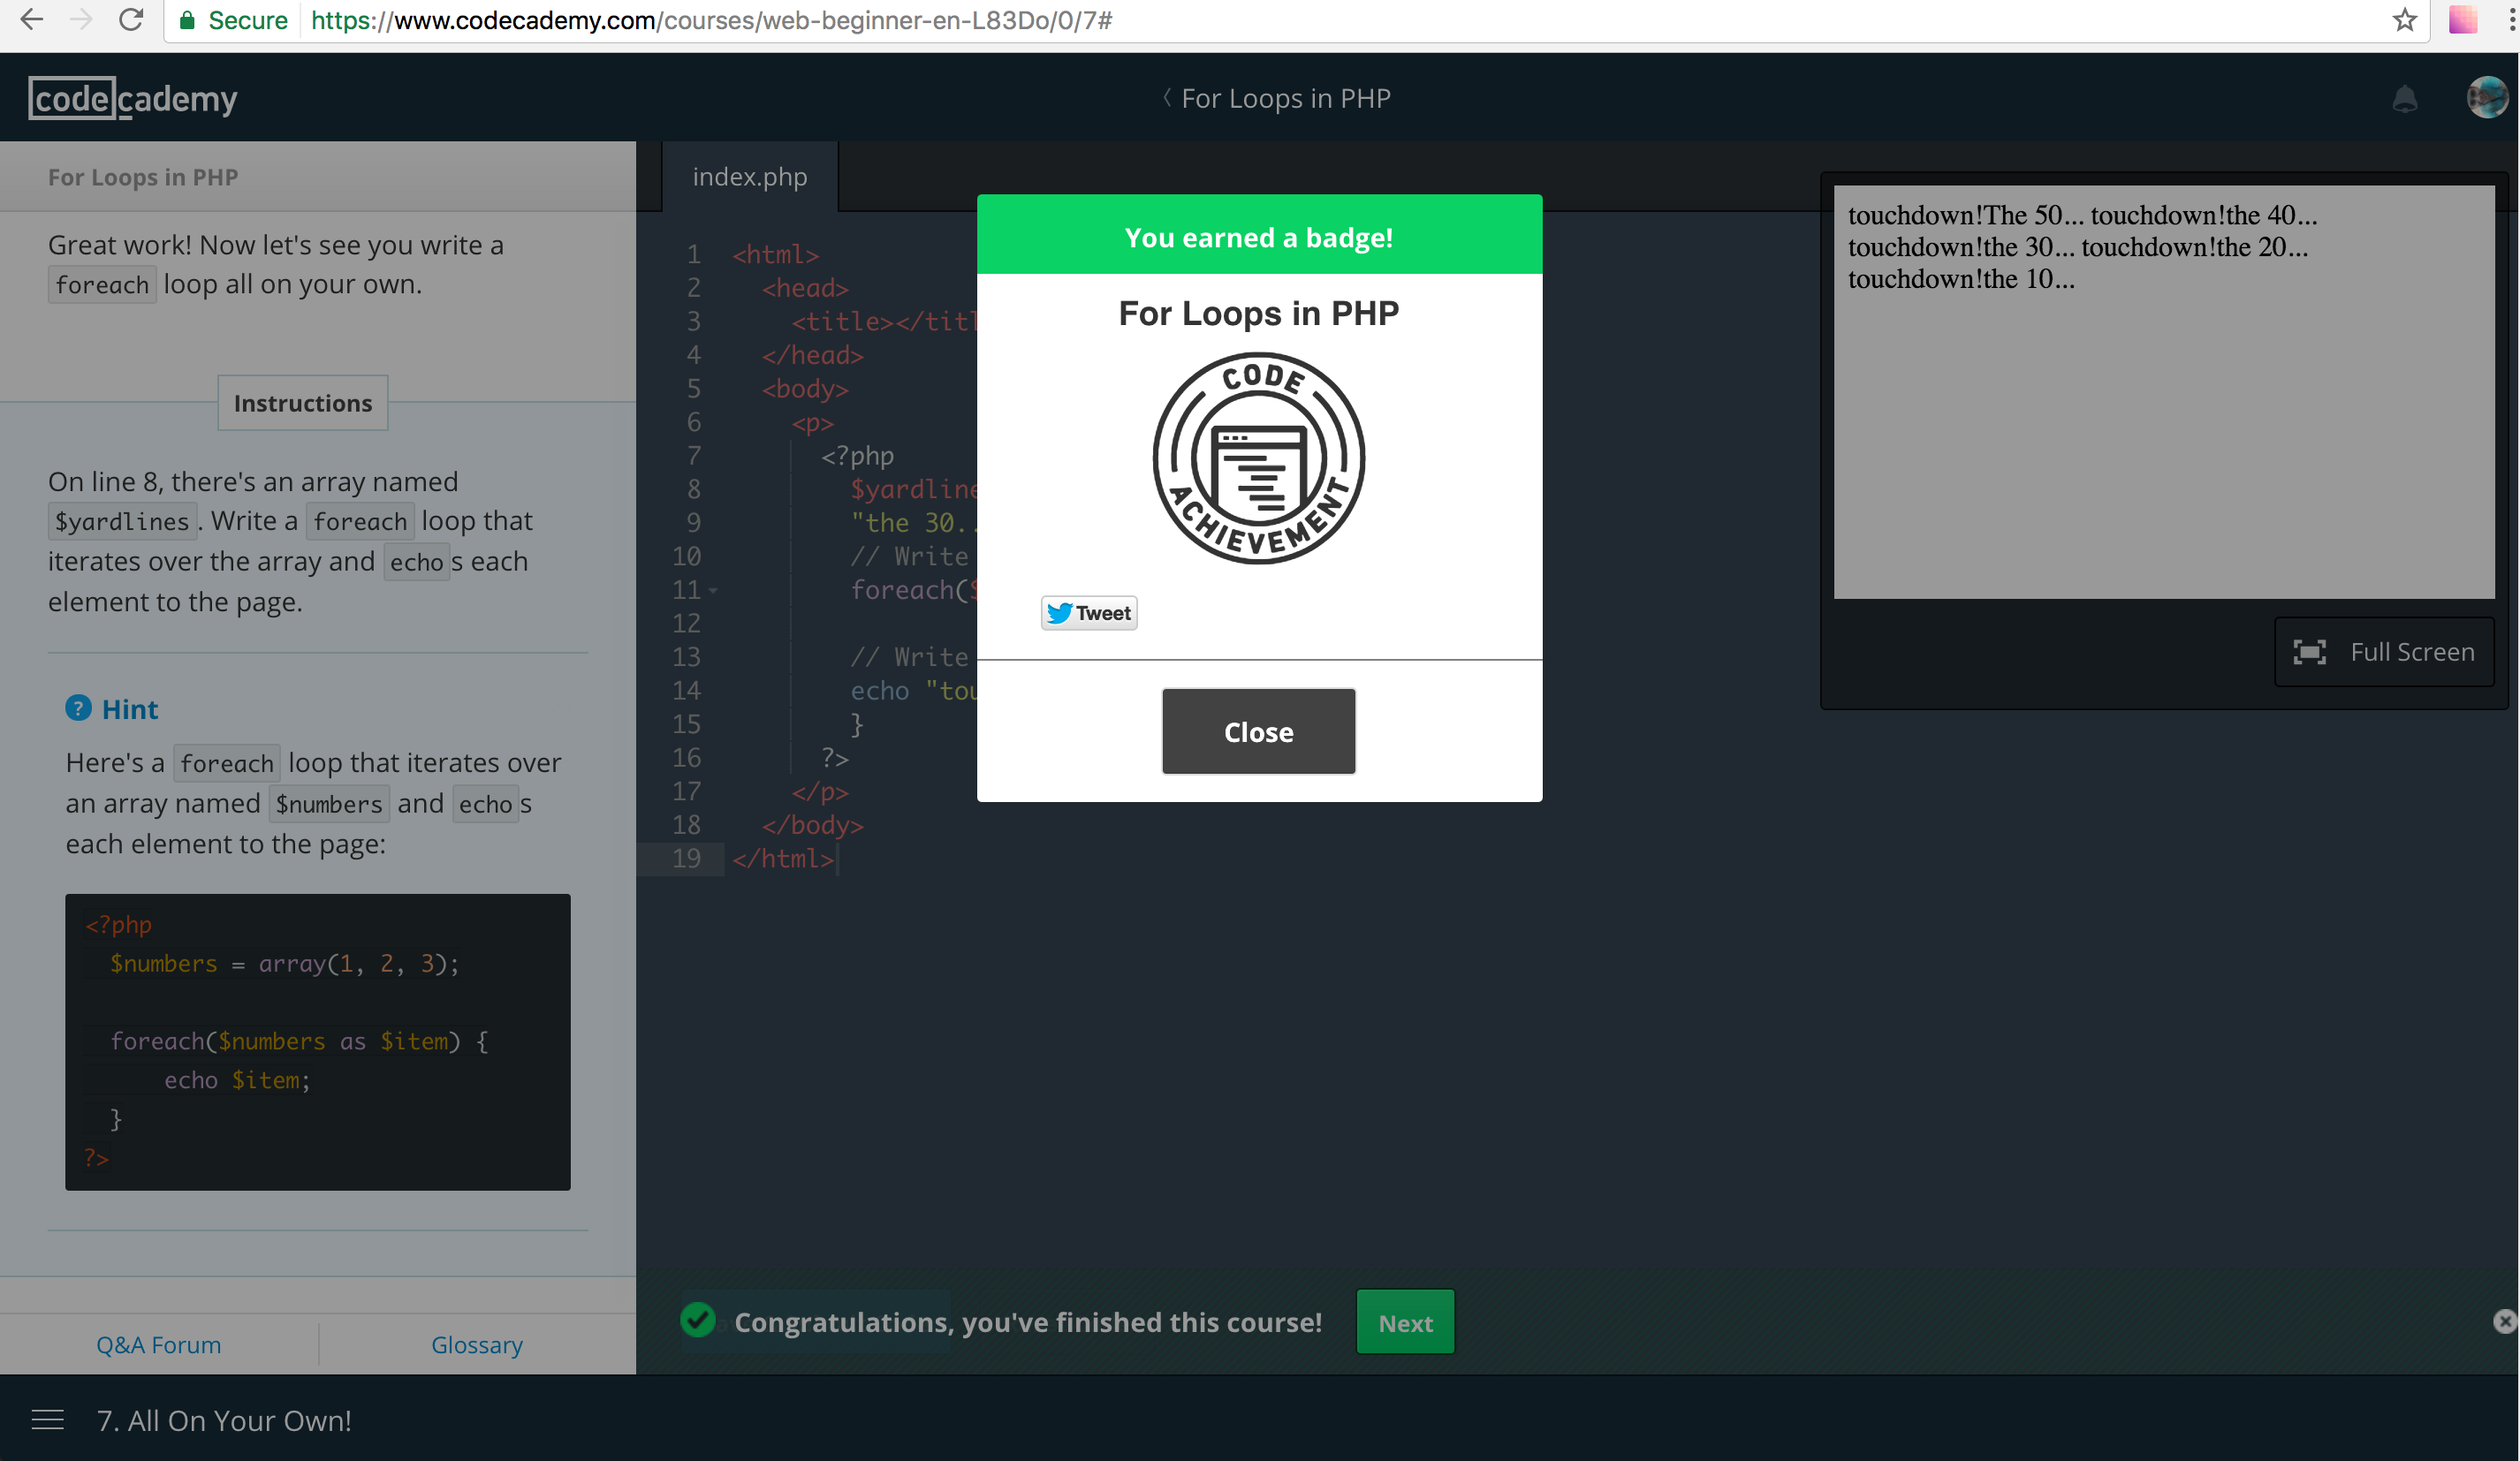 Secure https://www.codecademy.com/courses/web-beginner-en-L83Do/0/7#
codecademy
For Loops in PHP
For Loops in PHP
Great work! Now let's see you write a
foreach loop all on your own.
Instructions
On line 8, there's an array named
$yardlines. Write a foreach loop that
iterates over the array and echos each
element to the page.
? Hint
Here's a foreach loop that iterates over
an array named $numbers and echos
each element to the page:
<?php
$numbers = array(1, 2, 3);
foreach($numbers as $item) {
echo $item;
}
?>
Q&A Forum Glossary
index.php
1 <html>
2 <head>
3 <title></titl
4 </head>
5 <body>
6 <p>
7 <?php
8 $yardline
9 "the 30..
10 // Write
11 foreach($
12
13 // Write
14 echo "tou
15 }
16 ?>
17 </p>
18 </body>
19 </html>
You earned a badge!
For Loops in PHP
CODE
ACHIEVEMENT
Tweet
Close
touchdown!The 50... touchdown!the 40...
touchdown!the 30... touchdown!the 20...
touchdown!the 10...
Full Screen
Congratulations, you've finished this course! Next
7. All On Your Own!